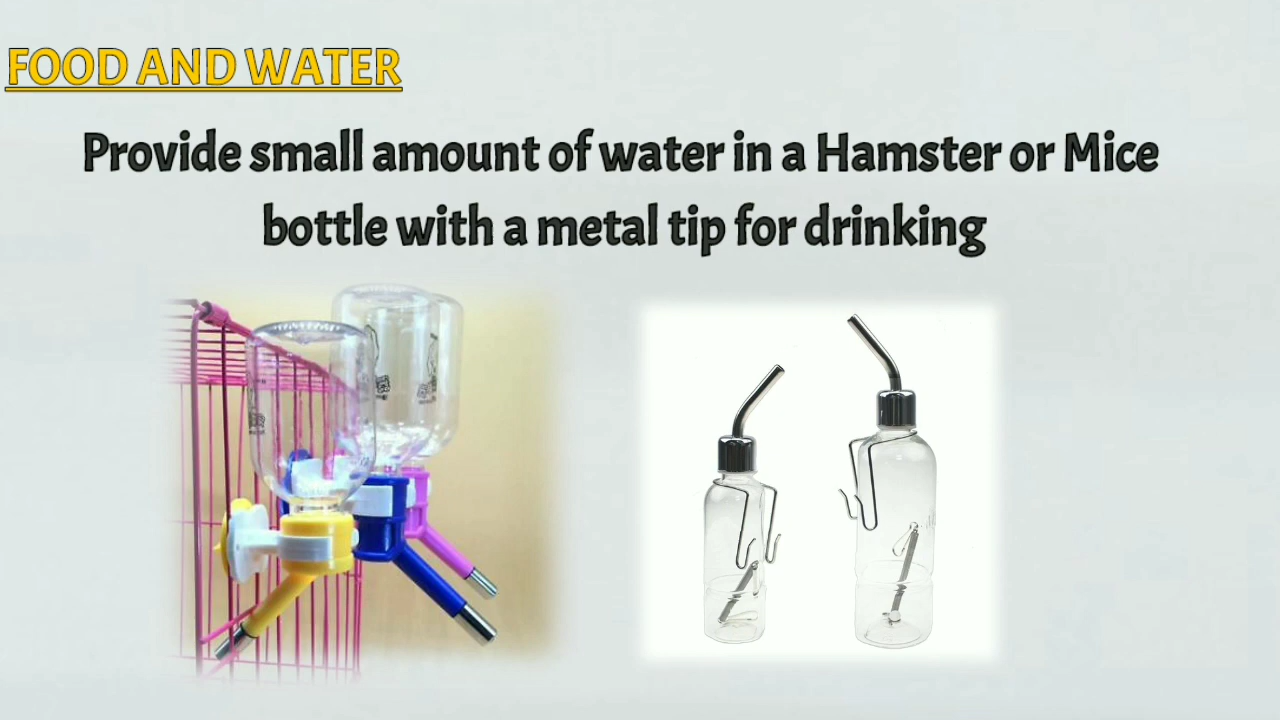 FOOD AND WATER
Provide small amount of water in a Hamster or Mice
bottle with a metal tip for drinking